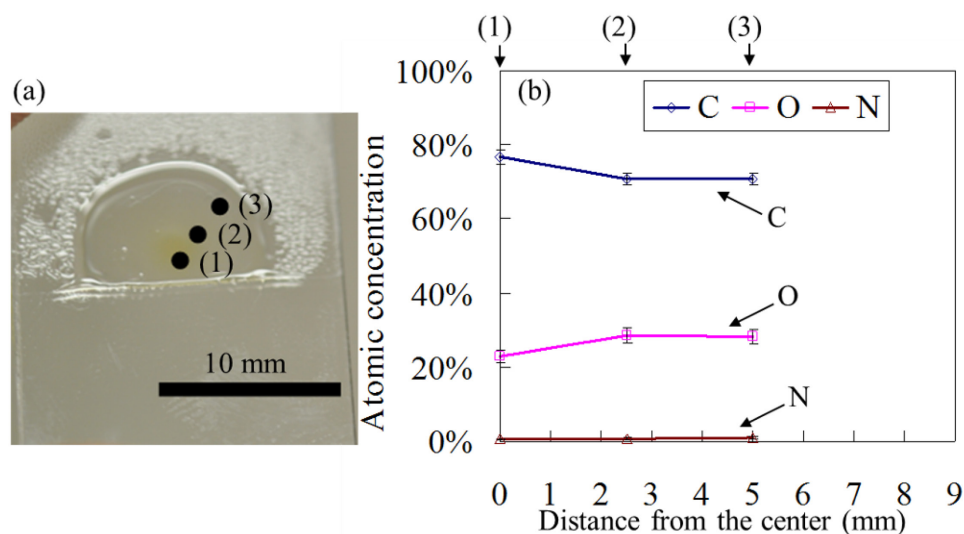 (a)
(3)
(2)
(1)
10 mm
(1) (2) (3)
(b)
C O N
100%
80%
60%
40%
20%
0%
Atomic concentration
C
O
N
0 1 2 3 4 5 6 7 8 9
Distance from the center (mm)